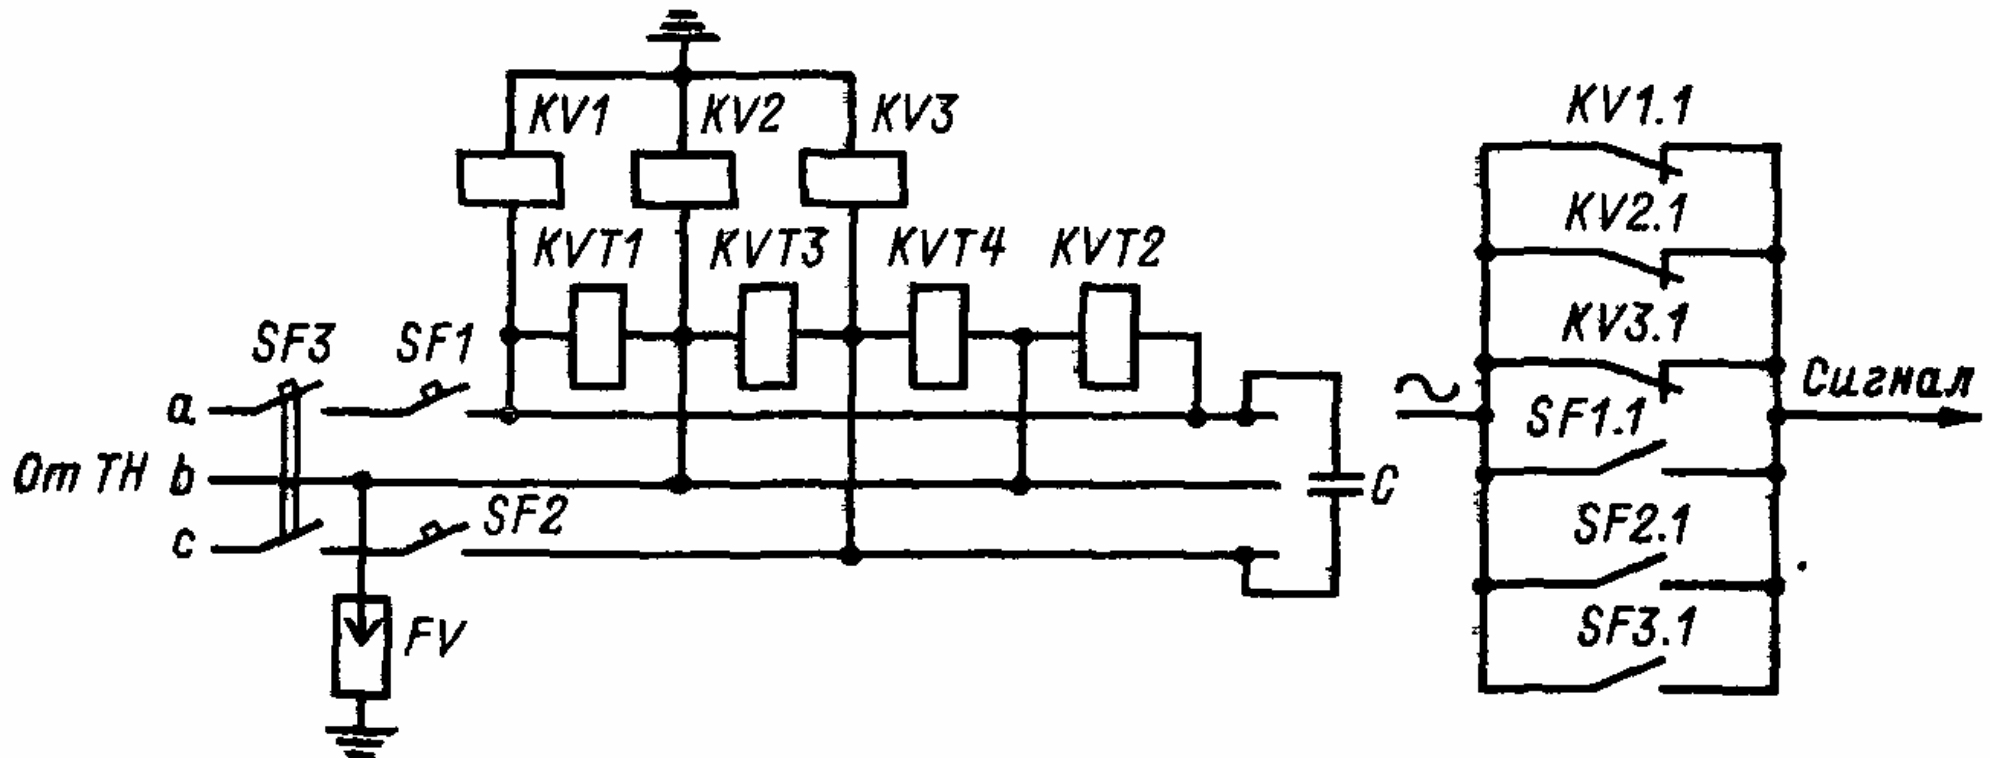 KV1 KV2 KV3
KVT1 KVT3 KVT4 KVT2
SF3 SF1
a
От ТН b
c
SF2
FV
C
~
KV1.1
KV2.1
KV3.1
SF1.1
SF2.1
SF3.1
Сигнал